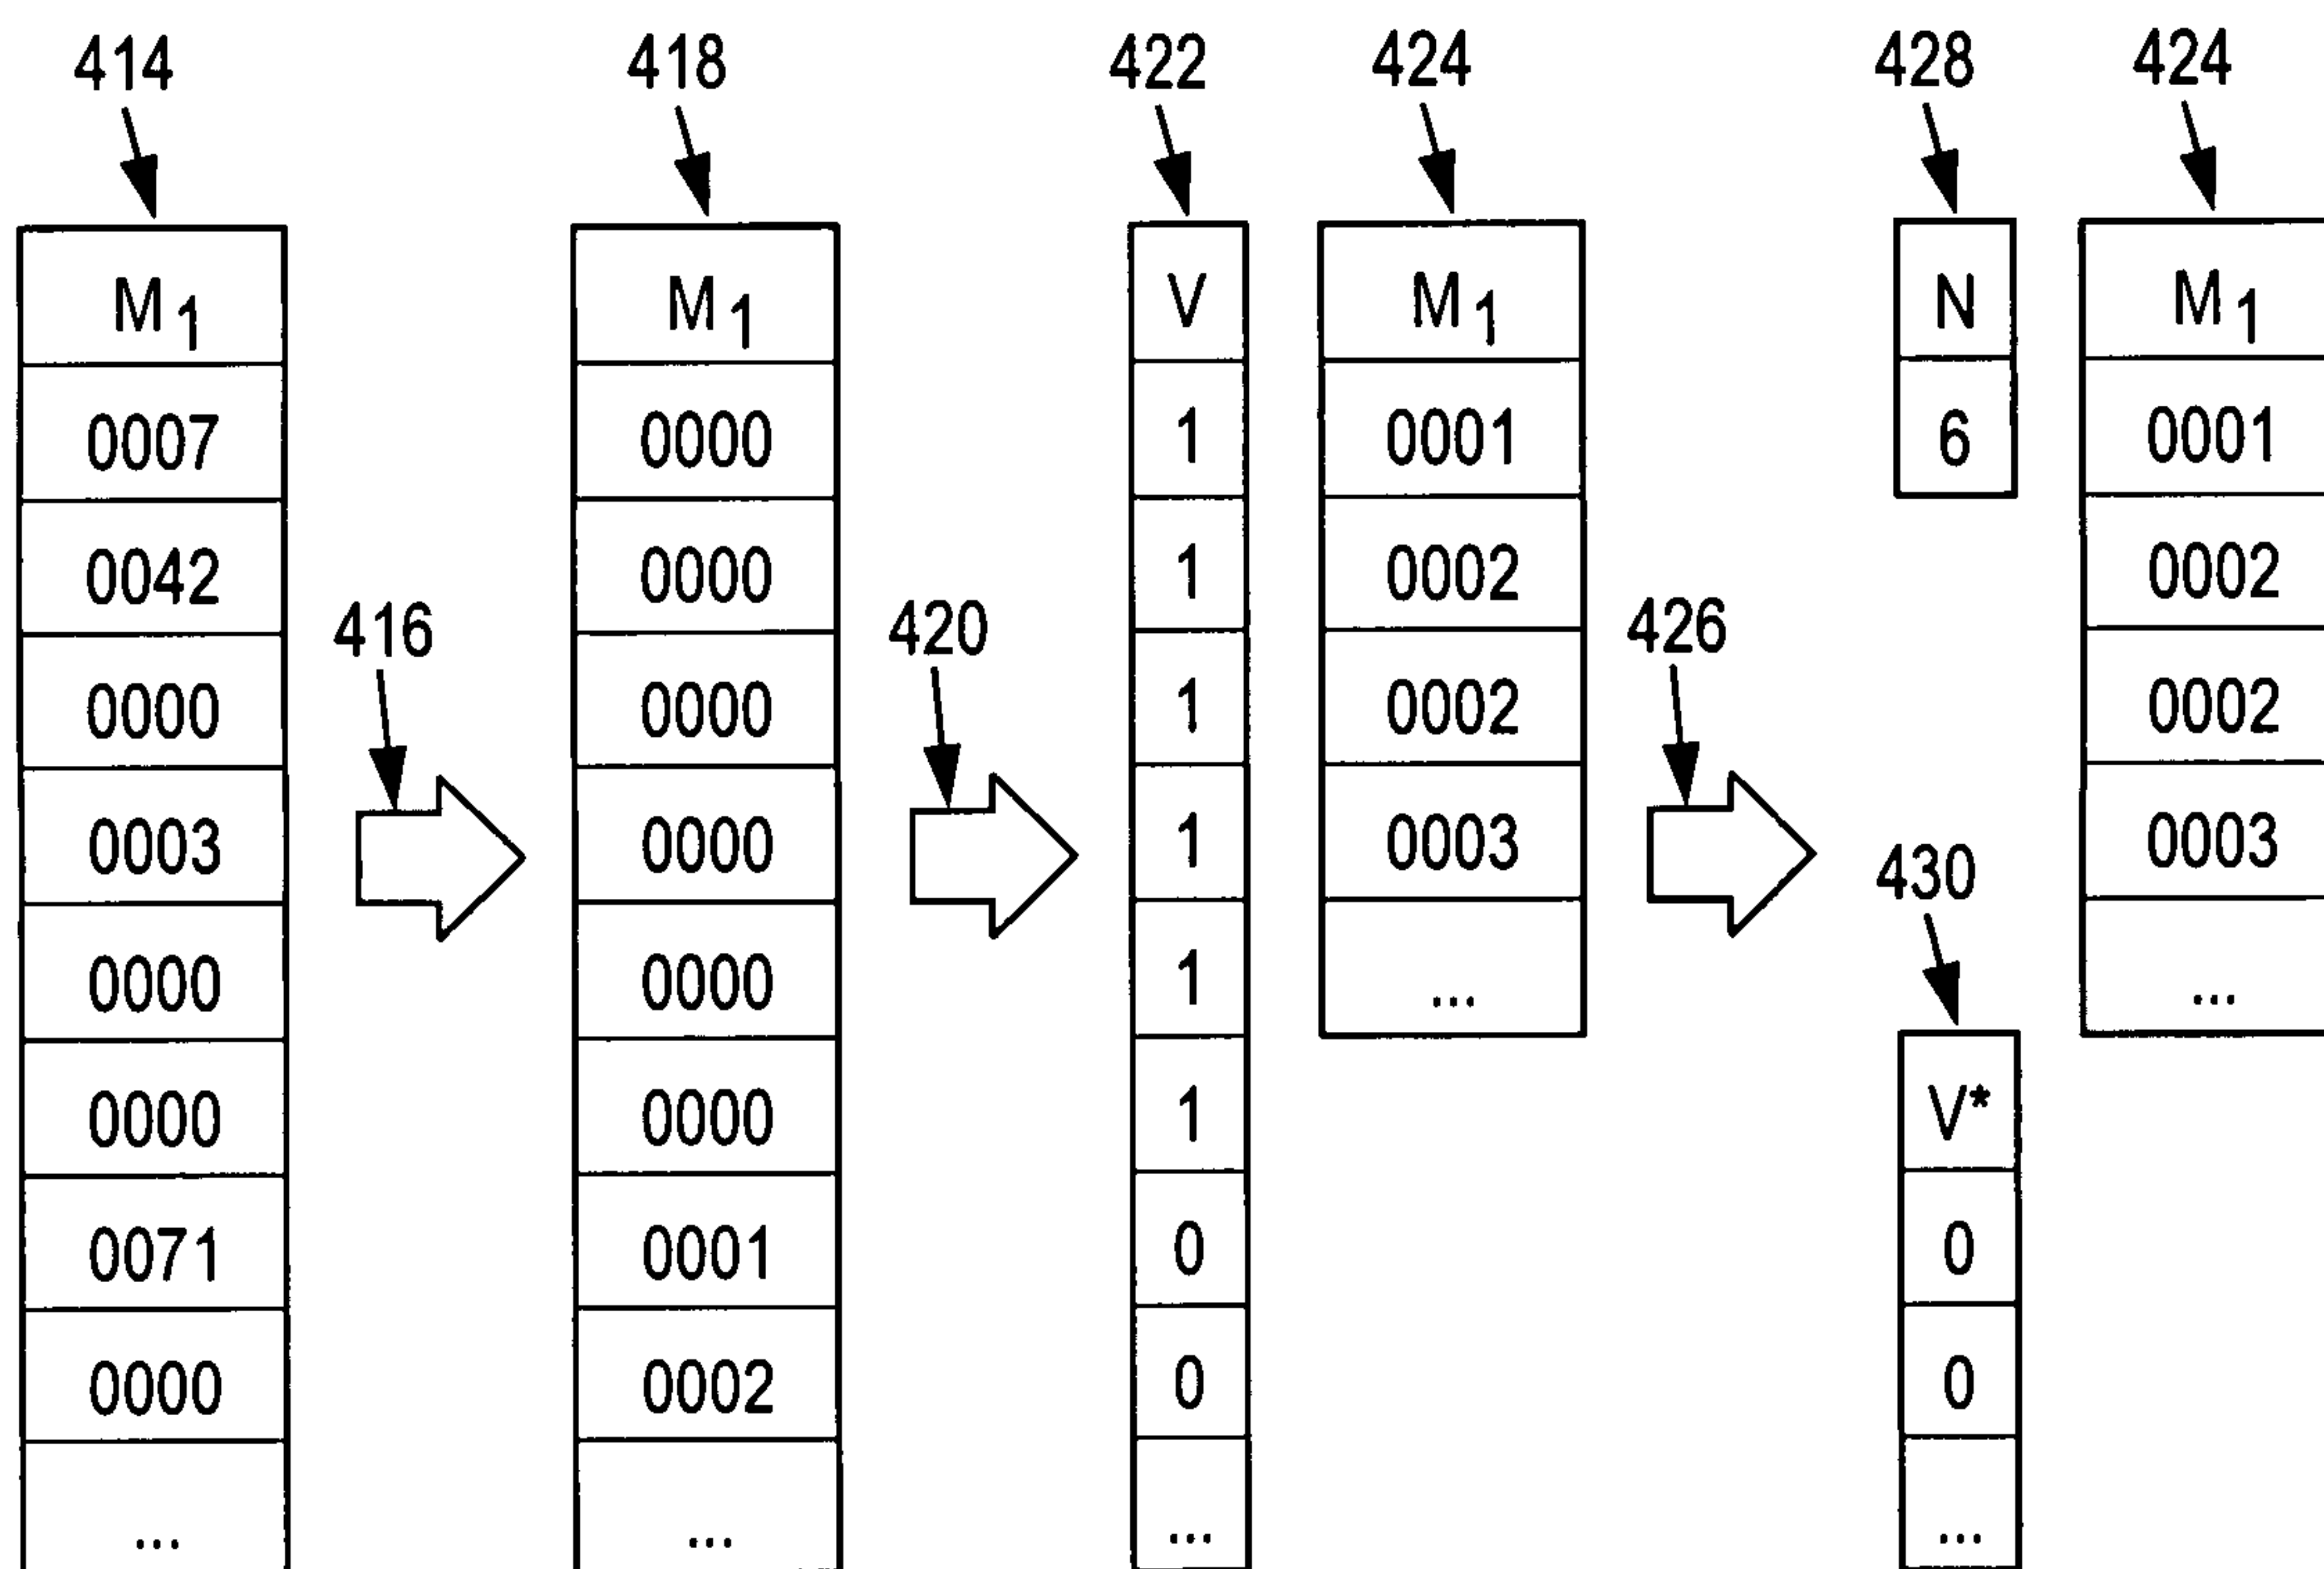 414 418 422 424 428 424
M1 M1 V M1 N M1
0007 0000 1 0001 6 0001
0042 0000 1 0002 0002
416 420 426
0000 0000 1 0002 0002
0003 0000 1 0003 0003
430
0000 0000 1 ... ...
0000 0000 1 V*
0071 0001 0 0
0000 0002 0 0
... ... ... ...